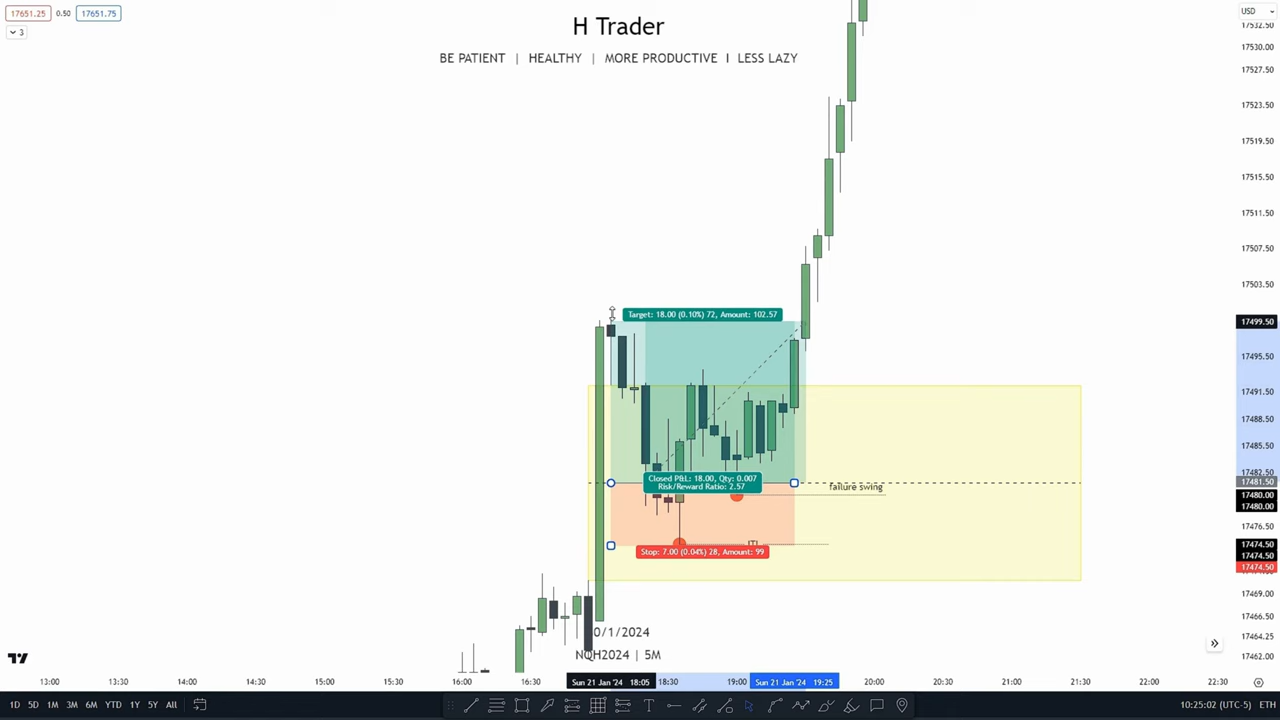 17651.25 0.50 17651.75
3
H Trader
BE PATIENT | HEALTHY | MORE PRODUCTIVE I LESS LAZY
USD
17532.50
17530.00
17527.50
17523.50
17519.50
17515.50
17511.50
17507.50
17503.50
17499.50
17495.50
17491.50
17488.50
17485.50
17482.50
17481.50
17480.00
17480.00
17476.50
17474.50
17474.50
17474.50
17469.00
17466.50
17464.25
17462.00
Target: 18.00 (0.10%) 72, Amount: 102.57
Closed P&L: 18.00, Qty: 0.007
Risk/Reward Ratio: 2.57
failure swing
Stop: 7.00 (0.04%) 28, Amount: 99
0/1/2024
NQH2024 | 5M
13:00 14:00 14:30 15:00 16:00 16:30 Sun 21 Jan '24 18:05 18:30 19:00 Sun 21 Jan '24 19:25 20:00 20:30 21:00 21:30 22:00 22:30
1D 5D 1M 3M 6M YTD 1Y 5Y All
10:25:02 (UTC-5) ETH